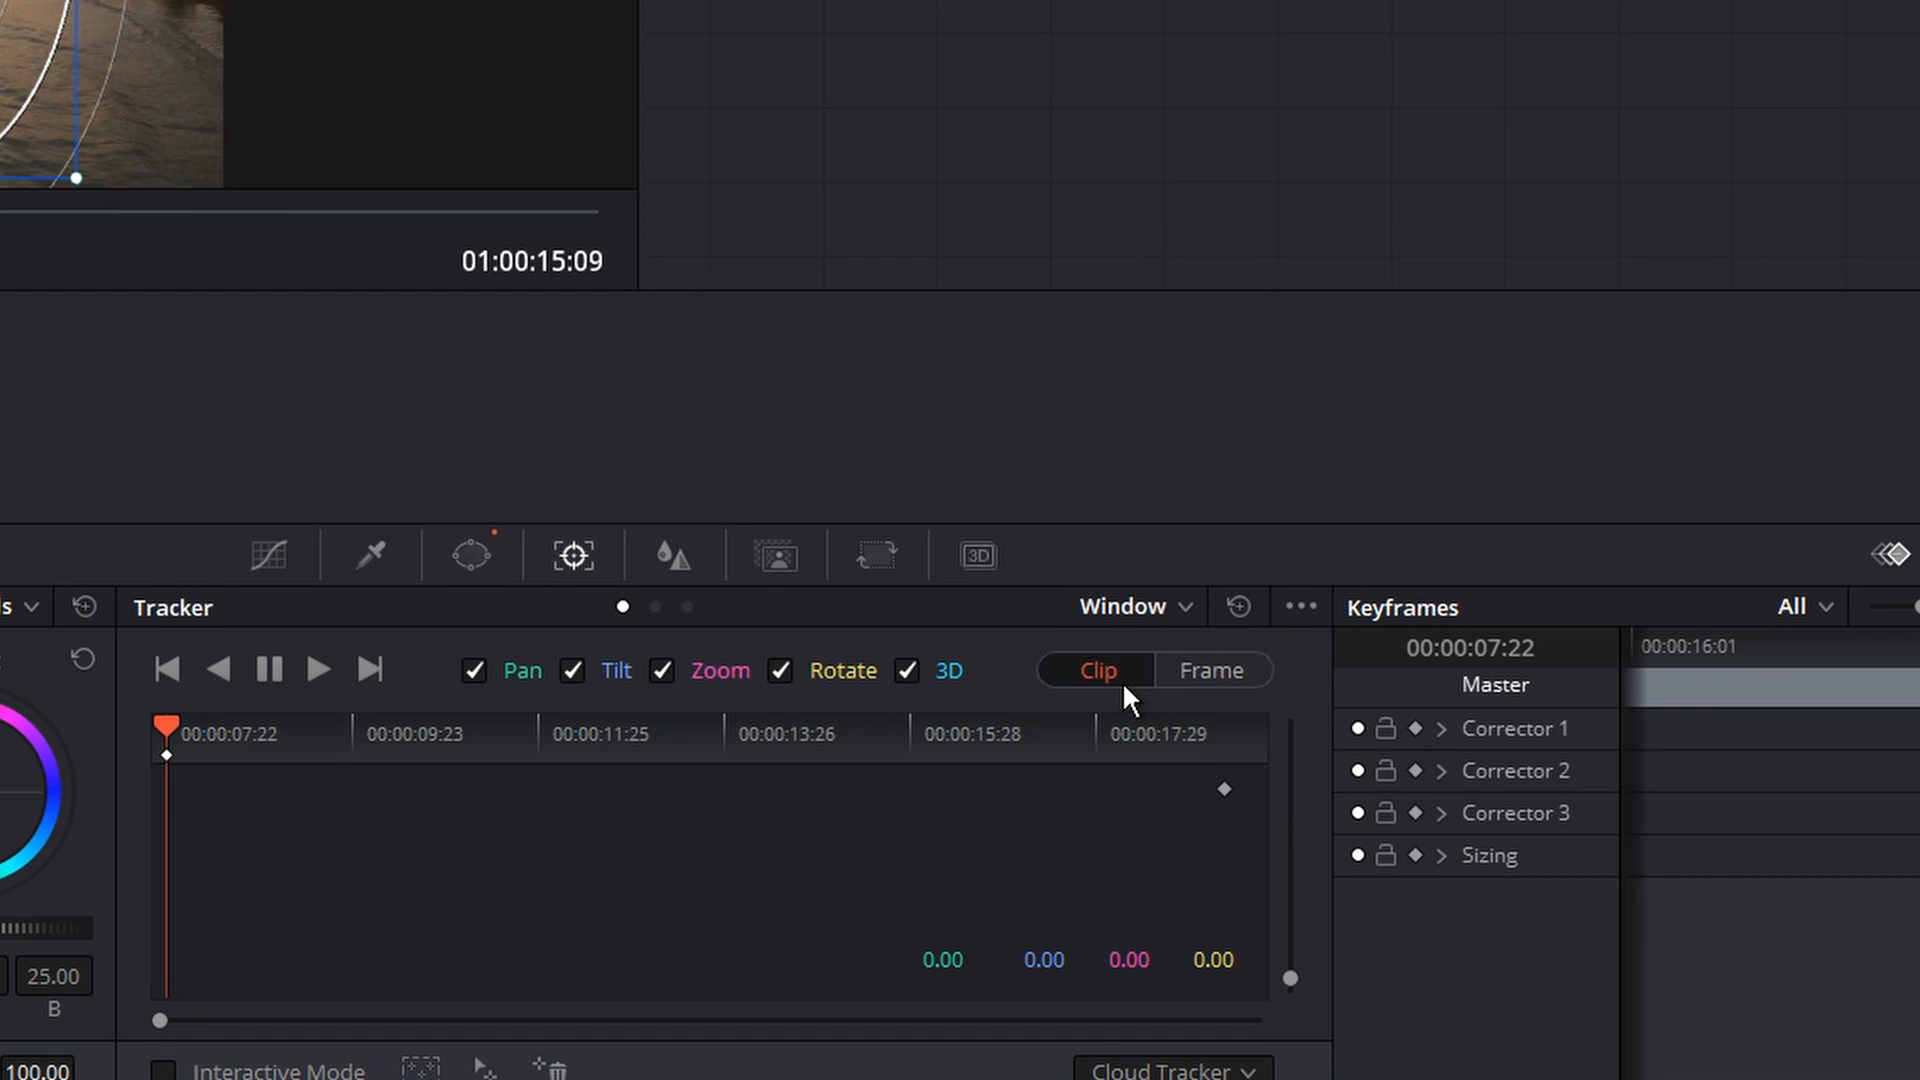 01:00:15:09
3D
s
Tracker
Window
Keyframes
All
Pan
Tilt
Zoom
Rotate
3D
Clip
Frame
00:00:07:22
00:00:16:01
Master
00:00:07:22
00:00:09:23
00:00:11:25
00:00:13:26
00:00:15:28
00:00:17:29
Corrector 1
Corrector 2
Corrector 3
Sizing
0.00
0.00
0.00
0.00
25.00
B
100.00
Interactive Mode
Cloud Tracker